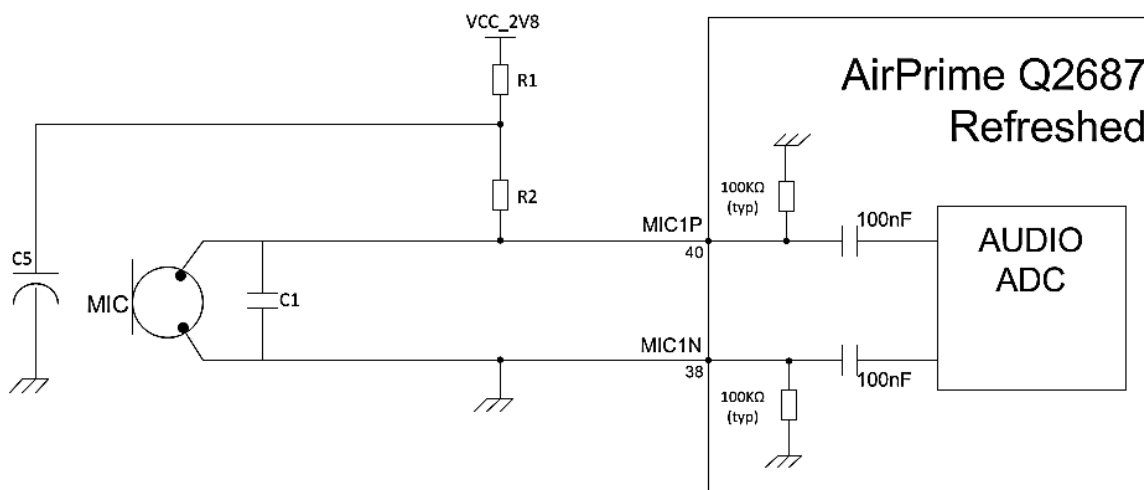 VCC_2V8
R1
AirPrime Q2687
Refreshed
R2
100KΩ
(typ)
MIC1P
40
100nF
AUDIO
ADC
C5
MIC
C1
MIC1N
38
100nF
100KΩ
(typ)